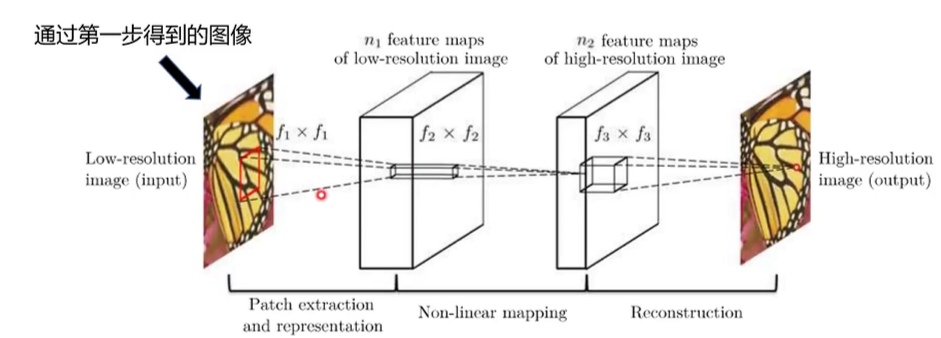 通过第一步得到的图像
n₁ feature maps
of low-resolution image
n₂ feature maps
of high-resolution image
f₁ × f₁
f₂ × f₂
f₃ × f₃
Low-resolution
image (input)
High-resolution
image (output)
Patch extraction
and representation
Non-linear mapping
Reconstruction